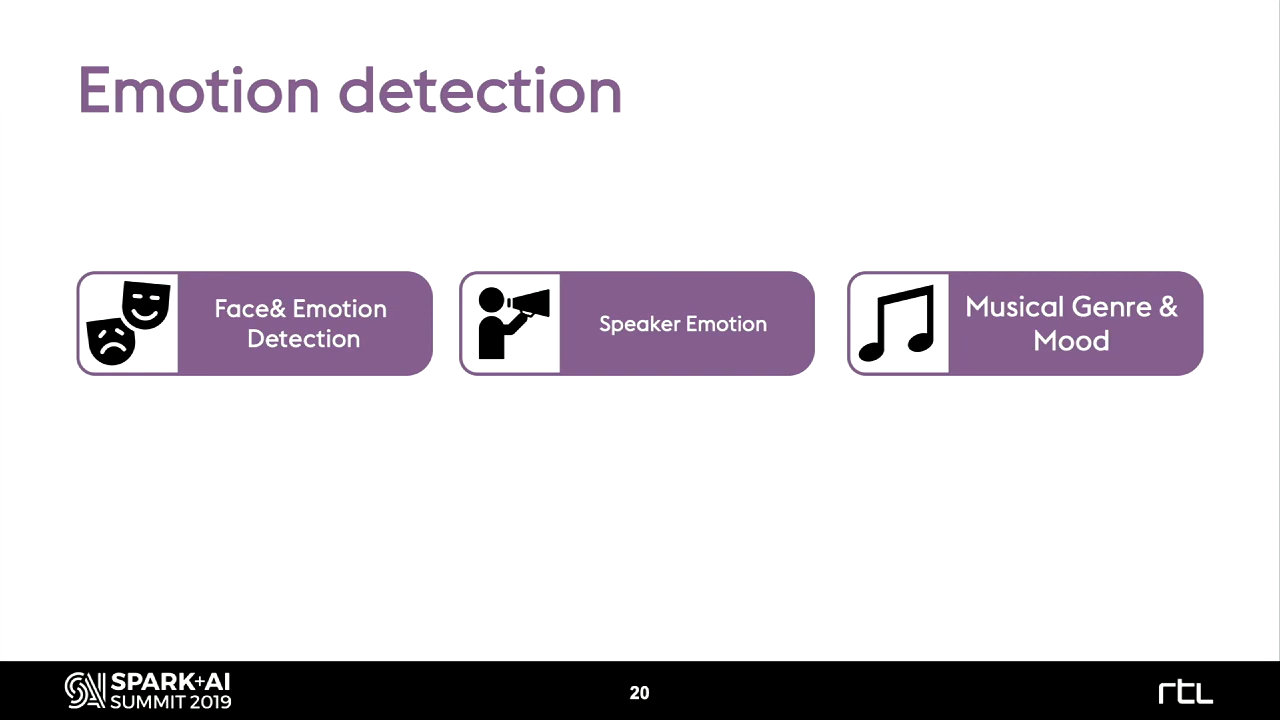 Emotion detection
Face& Emotion
Detection
Speaker Emotion
Musical Genre &
Mood
SPARK+AI
SUMMIT 2019
20
rtl